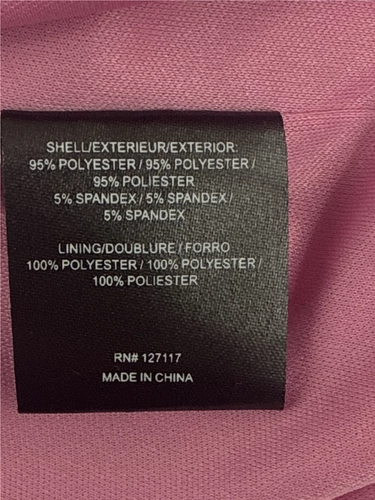 SHELL/EXTERIEUR/EXTERIOR:
95% POLYESTER / 95% POLYESTER /
95% POLIESTER
5% SPANDEX / 5% SPANDEX /
5% SPANDEX
LINING/DOUBLURE / FORRO
100% POLYESTER / 100% POLYESTER /
100% POLIESTER
RN# 127117
MADE IN CHINA